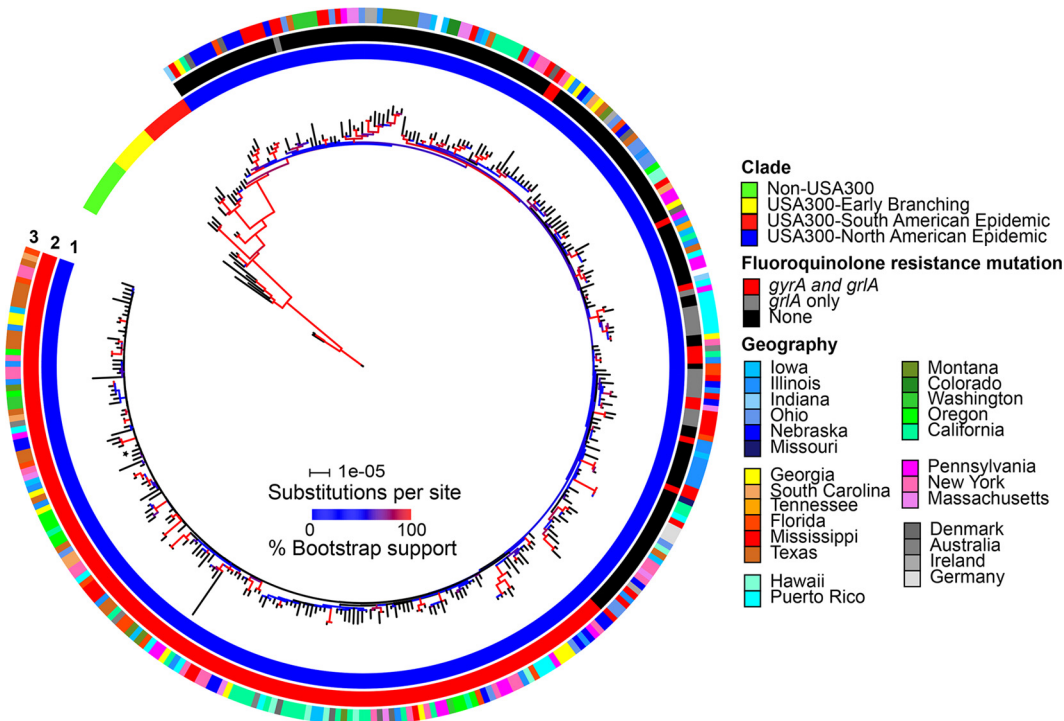 3 2 1
1e-05
Substitutions per site
0 100
% Bootstrap support
*
Clade
Non-USA300
USA300-Early Branching
USA300-South American Epidemic
USA300-North American Epidemic
Fluoroquinolone resistance mutation
gyrA and grlA
grlA only
None
Geography
Iowa
Illinois
Indiana
Ohio
Nebraska
Missouri
Georgia
South Carolina
Tennessee
Florida
Mississippi
Texas
Hawaii
Puerto Rico
Montana
Colorado
Washington
Oregon
California
Pennsylvania
New York
Massachusetts
Denmark
Australia
Ireland
Germany